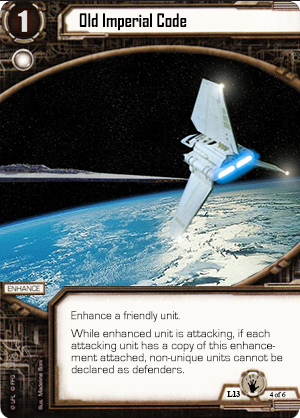 1
Old Imperial Code
ENHANCE
Enhance a friendly unit.
While enhanced unit is attacking, if each
attacking unit has a copy of this enhance-
ment attached, non-unique units cannot be
declared as defenders.
L13
4 of 6